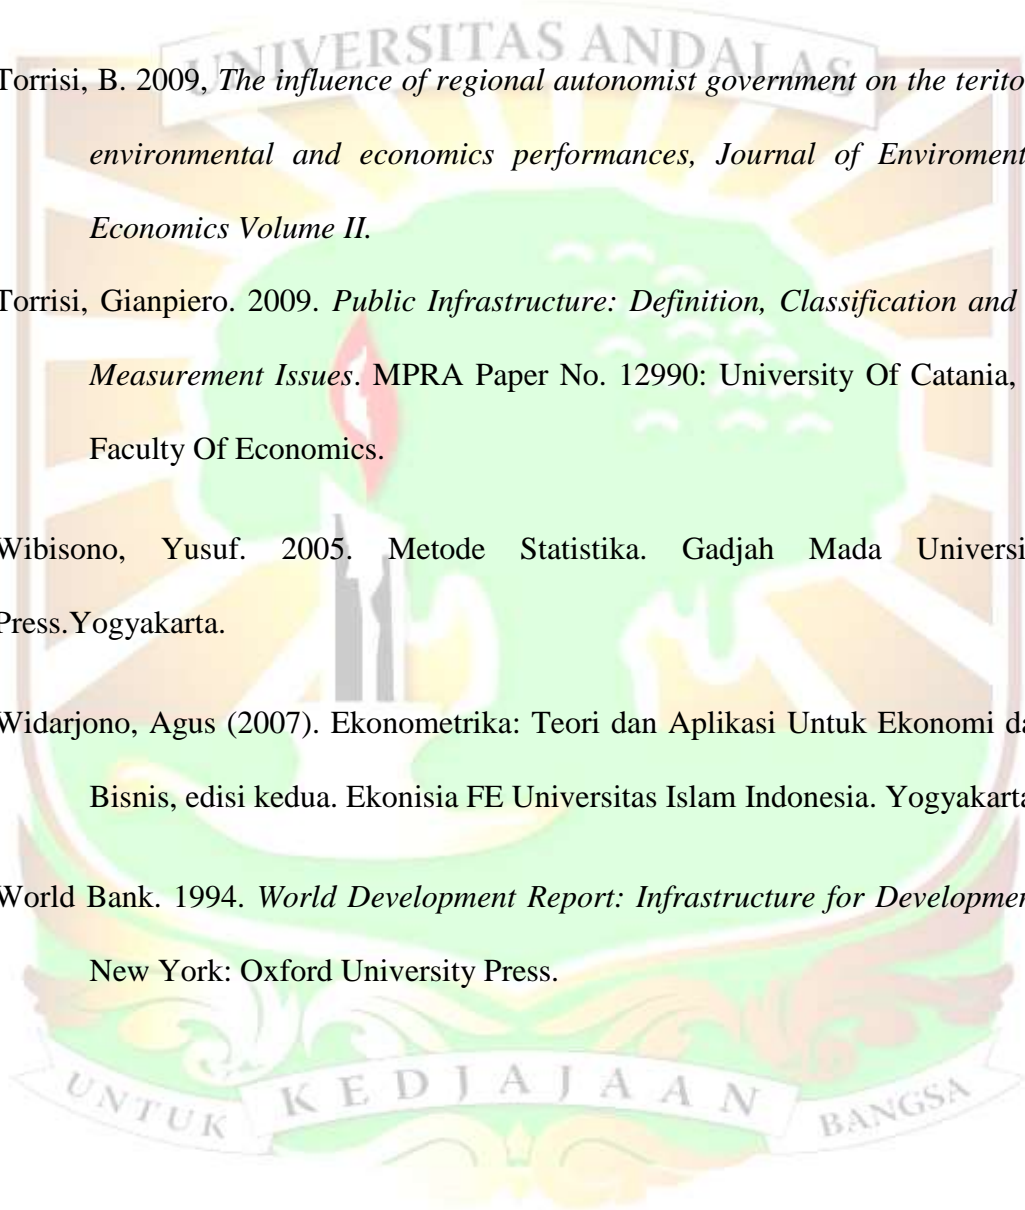 UNIVERSITAS ANDALAS
Torrisi, B. 2009, The influence of regional autonomist government on the terito
environmental and economics performances, Journal of Enviroment
Economics Volume II.
Torrisi, Gianpiero. 2009. Public Infrastructure: Definition, Classification and
Measurement Issues. MPRA Paper No. 12990: University Of Catania,
Faculty Of Economics.
Wibisono, Yusuf. 2005. Metode Statistika. Gadjah Mada Universi
Press.Yogyakarta.
Widarjono, Agus (2007). Ekonometrika: Teori dan Aplikasi Untuk Ekonomi da
Bisnis, edisi kedua. Ekonisia FE Universitas Islam Indonesia. Yogyakarta
World Bank. 1994. World Development Report: Infrastructure for Developmen
New York: Oxford University Press.
UNTUK KEDJAJAAN BANGSA